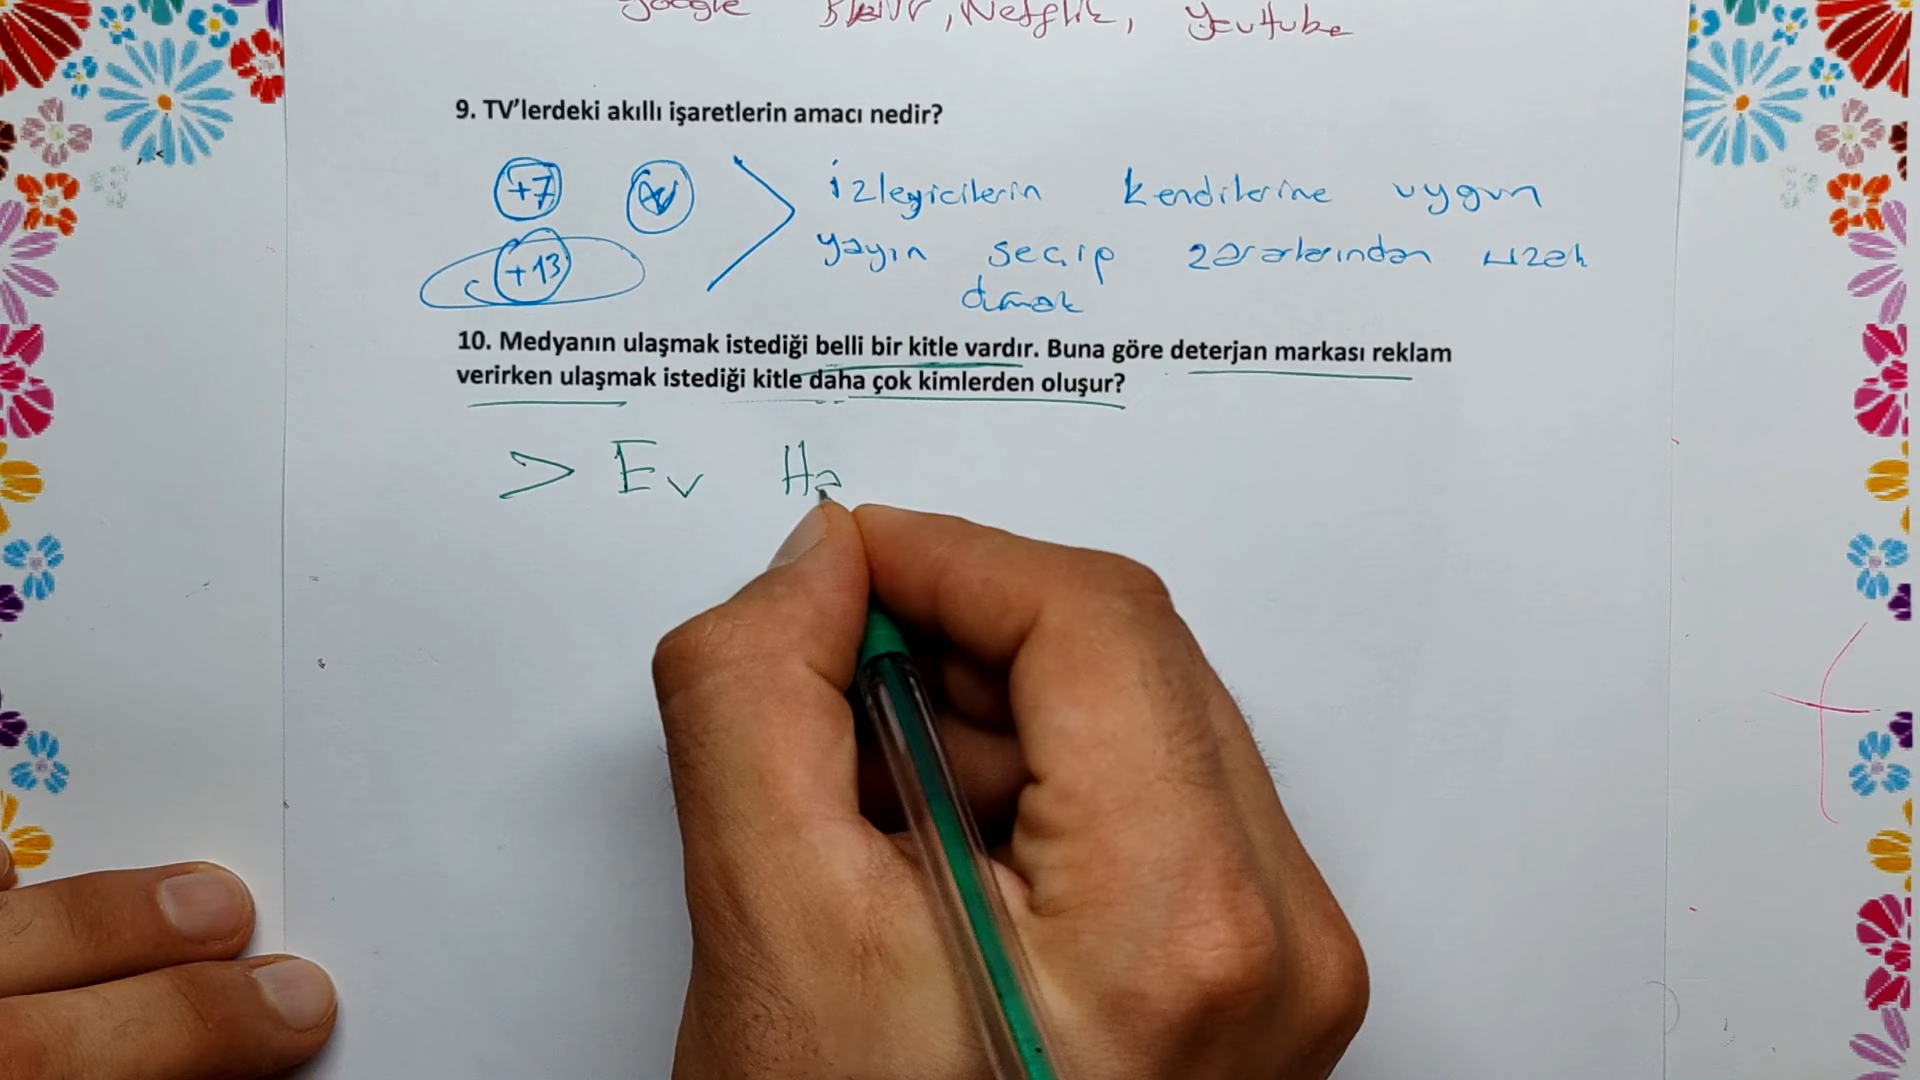 Google Netflix, Youtube
9. TV'lerdeki akıllı işaretlerin amacı nedir?
+7
+13
izleyicilerin kendilerine uygun
yayın seçip zararlarından uzak
durmak
10. Medyanın ulaşmak istediği belli bir kitle vardır. Buna göre deterjan markası reklam
verirken ulaşmak istediği kitle daha çok kimlerden oluşur?
> Ev Ha